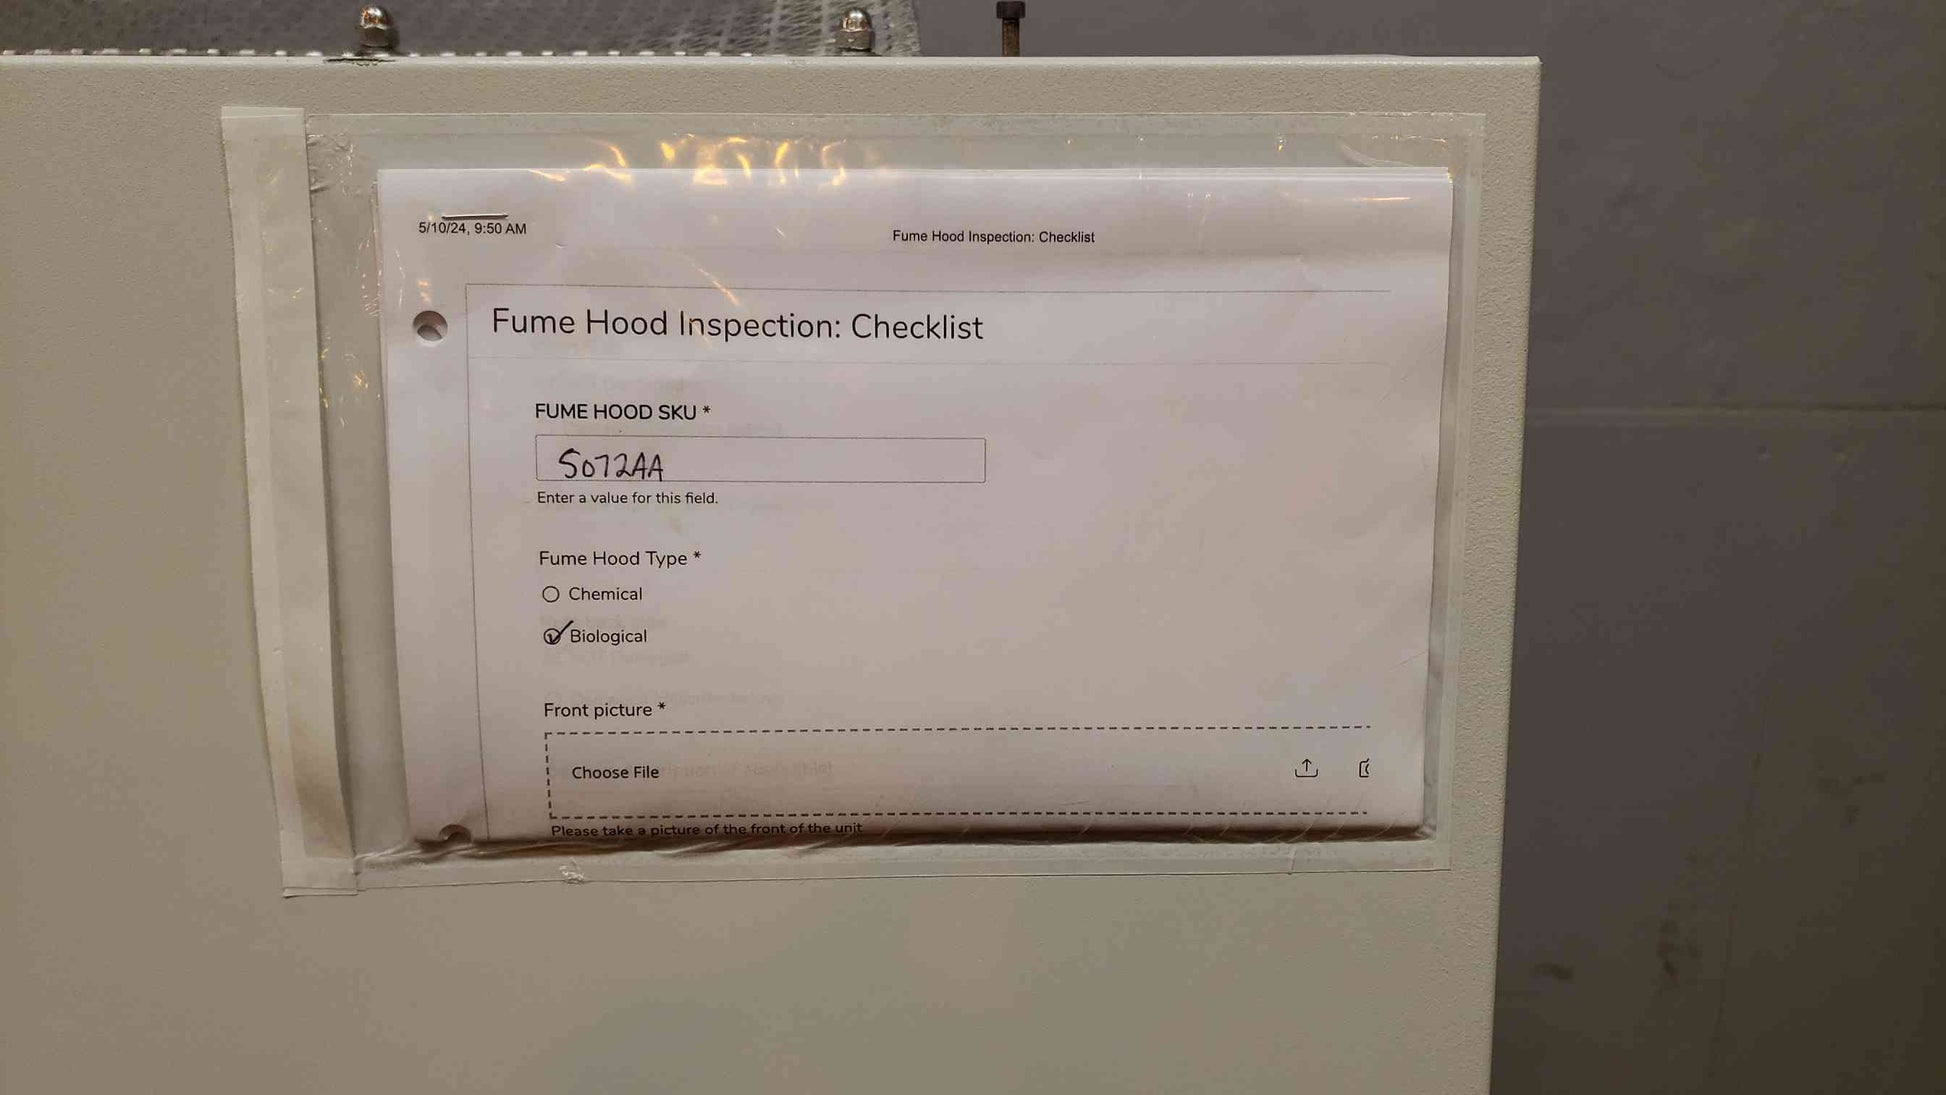 5/10/24, 9:50 AM
Fume Hood Inspection: Checklist
Fume Hood Inspection: Checklist
FUME HOOD SKU *
S072AA
Enter a value for this field.
Fume Hood Type *
Chemical
Biological
Front picture *
Choose File
Please take a picture of the front of the unit